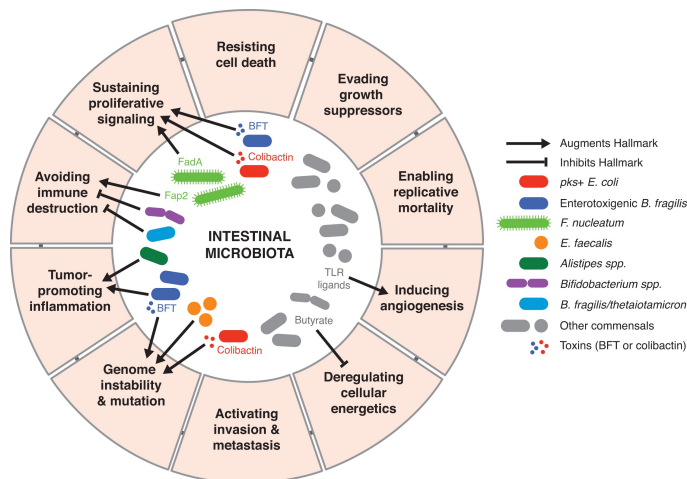 Resisting
cell death
Evading
growth
suppressors
Enabling
replicative
mortality
Inducing
angiogenesis
Deregulating
cellular
energetics
Activating
invasion &
metastasis
Genome
instability
& mutation
Tumor-
promoting
inflammation
Avoiding
immune
destruction
Sustaining
proliferative
signaling
BFT
Colibactin
FadA
Fap2
INTESTINAL
MICROBIOTA
TLR
ligands
Butyrate
BFT
Colibactin
Augments Hallmark
Inhibits Hallmark
pks+ E. coli
Enterotoxigenic B. fragilis
F. nucleatum
E. faecalis
Alistipes spp.
Bifidobacterium spp.
B. fragilis/thetaiotamicron
Other commensals
Toxins (BFT or colibactin)